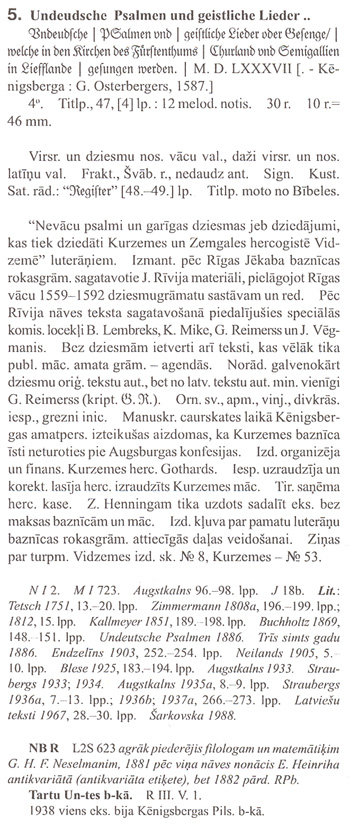 5. Undeudsche Psalmen und geistliche Lieder ..
Vndeudsche | PSalmen vnd | geistliche Lieder oder Gesenge/ |
welche in den Kirchen des Fürstenthums | Churland vnd Semigallien
in Liefflande | gesungen werden. | M. D. LXXXVII [. - Kē-
nigsberga : G. Osterbergers, 1587.]
4º. Titlp., 47, [4] lp. : 12 melod. notis. 30 r. 10 r.=
46 mm.
Virsr. un dziesmu nos. vācu val., daži virsr. un nos.
latīņu val. Frakt., Švāb. r., nedaudz ant. Sign. Kust.
Sat. rād.: “Register” [48.–49.] lp. Titlp. moto no Bībeles.
“Nevācu psalmi un garīgas dziesmas jeb dziedājumi,
kas tiek dziedāti Kurzemes un Zemgales hercogistē Vid-
zemē” luterāņiem. Izmant. pēc Rīgas Jēkaba baznīcas
rokasgrām. sagatavotie J. Rīvija materiāli, pielāgojot Rīgas
vācu 1559–1592 dziesmugrāmatu sastāvam un red. Pēc
Rīvija nāves teksta sagatavošanā piedalījušies speciālās
komis. locekļi B. Lembreks, K. Mike, G. Reimerss un J. Vēg-
manis. Bez dziesmām ietverti arī teksti, kas vēlāk tika
publ. māc. amata grām. – agendās. Norād. galvenokārt
dziesmu oriģ. tekstu aut., bet no latv. tekstu aut. min. vienīgi
G. Reimerss (kript. G. R.). Orn. sv., apm., vinj., divkrās.
iesp., grezni inic. Manuskr. caurskates laikā Kēnigsber-
gas amatpers. izteikušas aizdomas, ka Kurzemes baznīca
īsti neturoties pie Augsburgas konfesijas. Izd. organizēja
un finans. Kurzemes herc. Gothards. Iesp. uzraudzīja un
korekt. lasīja herc. izraudzīts Kurzemes māc. Tir. saņēma
herc. kase. Z. Henningam tika uzdots sadalīt eks. bez
maksas baznīcām un māc. Izd. kļuva par pamatu luterāņu
baznīcas rokasgrām. attiecīgās daļas veidošanai. Ziņas
par turpm. Vidzemes izd. sk. № 8, Kurzemes – № 53.
N I 2. M I 723. Augstkalns 96.–98. lpp. J 18b. Lit.:
Tetsch 1751, 13.–20. lpp. Zimmermann 1808a, 196.–199. lpp.;
1812, 15. lpp. Kallmeyer 1851, 189.–198. lpp. Buchholtz 1869,
148.–151. lpp. Undeutsche Psalmen 1886. Trīs simts gadu
1886. Endzelīns 1903, 252.–254. lpp. Neilands 1905, 5.–
10. lpp. Blese 1925, 183.–194. lpp. Augstkalns 1933. Strau-
bergs 1933; 1934. Augstkalns 1935a, 8.–9. lpp. Straubergs
1936a, 7.–13. lpp.; 1936b; 1937a, 266.–273. lpp. Latviešu
teksti 1967, 28.–30. lpp. Šarkovska 1988.
NB R L2S 623 agrāk piederējis filologam un matemātiķim
G. H. F. Neselmanim, 1881 pēc viņa nāves nonācis E. Heinriha
antikvariātā (antikvariāta etiķete), bet 1882 pārd. RPb.
Tartu Un-tes b-kā. R III. V. 1.
1938 viens eks. bija Kēnigsbergas Pils. b-kā.